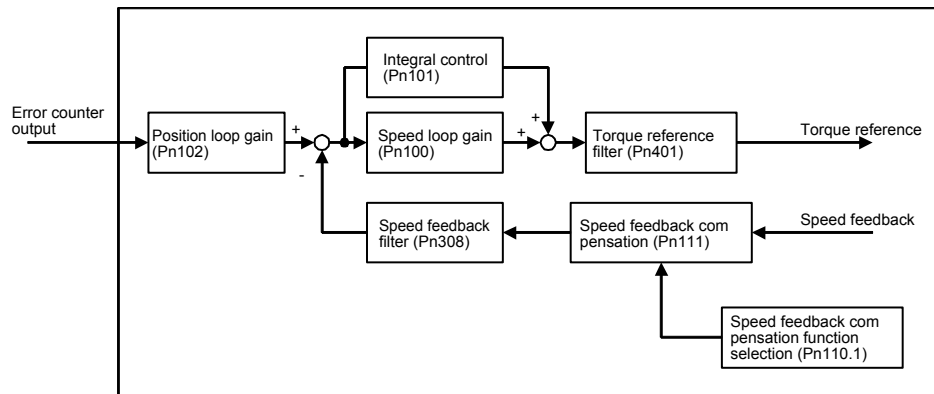 Integral control
(Pn101)
Error counter
output
Position loop gain
(Pn102)
+
-
Speed loop gain
(Pn100)
+
+
Torque reference
filter (Pn401)
Torque reference
Speed feedback
filter (Pn308)
Speed feedback com
pensation (Pn111)
Speed feedback
Speed feedback com
pensation function
selection (Pn110.1)